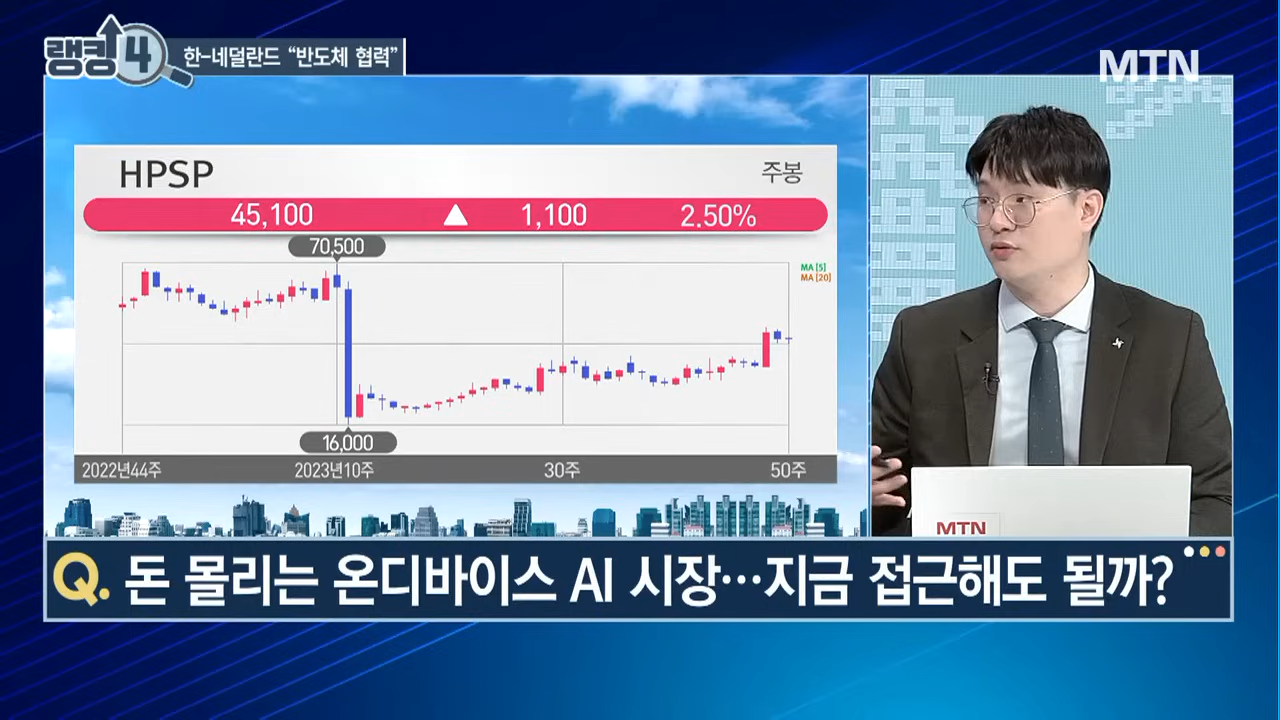 랭킹4
한-네덜란드 “반도체 협력”
MTN
HPSP
주봉
45,100 ▲ 1,100 2.50%
70,500
MA [5]
MA [20]
16,000
2022년44주 2023년10주 30주 50주
MTN
Q. 돈 몰리는 온디바이스 AI 시장…지금 접근해도 될까?